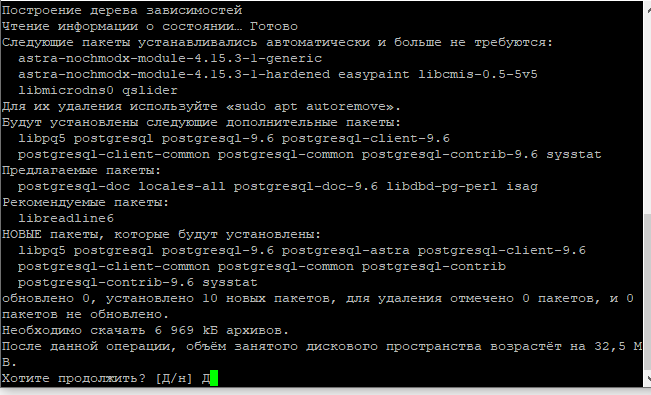 Построение дерева зависимостей
Чтение информации о состоянии… Готово
Следующие пакеты устанавливались автоматически и больше не требуются:
astra-nochmodx-module-4.15.3-1-generic
astra-nochmodx-module-4.15.3-1-hardened easypaint libcmis-0.5-5v5
libmicrodns0 qslider
Для их удаления используйте «sudo apt autoremove».
Будут установлены следующие дополнительные пакеты:
libpq5 postgresql postgresql-9.6 postgresql-client-9.6
postgresql-client-common postgresql-common postgresql-contrib-9.6 sysstat
Предлагаемые пакеты:
postgresql-doc locales-all postgresql-doc-9.6 libdbd-pg-perl isag
Рекомендуемые пакеты:
libreadline6
НОВЫЕ пакеты, которые будут установлены:
libpq5 postgresql postgresql-9.6 postgresql-astra postgresql-client-9.6
postgresql-client-common postgresql-common postgresql-contrib
postgresql-contrib-9.6 sysstat
обновлено 0, установлено 10 новых пакетов, для удаления отмечено 0 пакетов, и 0
пакетов не обновлено.
Необходимо скачать 6 969 kБ архивов.
После данной операции, объём занятого дискового пространства возрастёт на 32,5 M
B.
Хотите продолжить? [Д/н] Д